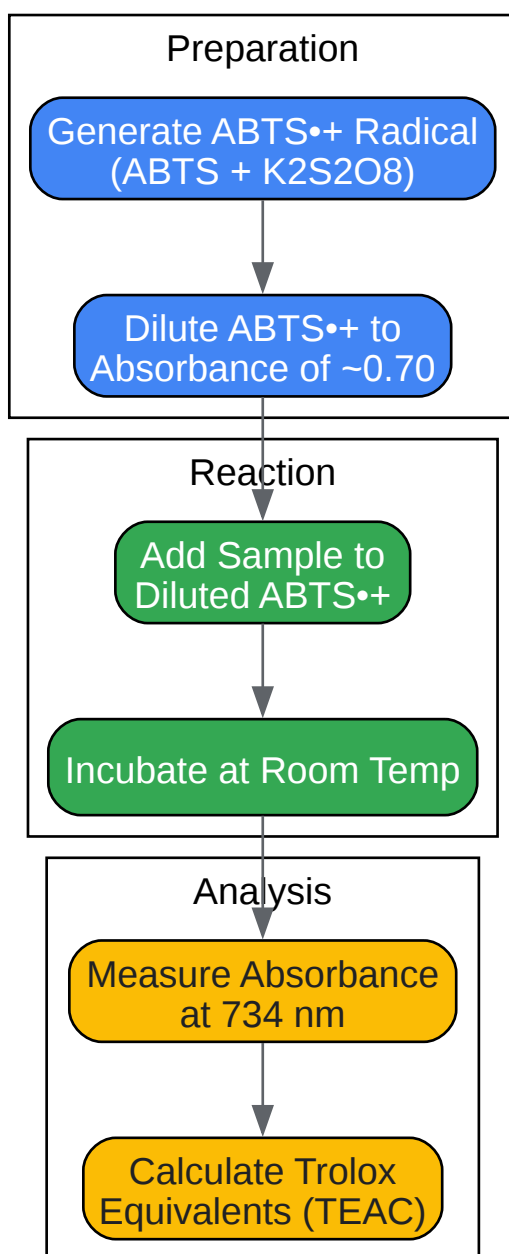 Preparation
Generate ABTS•+ Radical
(ABTS + K2S2O8)
Dilute ABTS•+ to
Absorbance of ~0.70
Reaction
Add Sample to
Diluted ABTS•+
Incubate at Room Temp
Analysis
Measure Absorbance
at 734 nm
Calculate Trolox
Equivalents (TEAC)